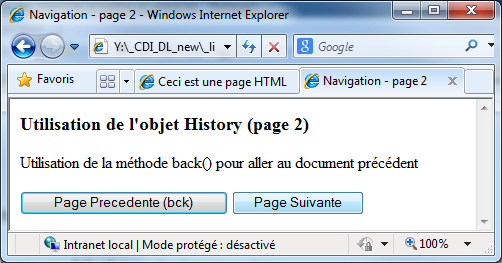 Navigation - page 2 - Windows Internet Explorer
Y:\_CDI_DL_new\_li
Google
Favoris
Ceci est une page HTML
Navigation - page 2
Utilisation de l'objet History (page 2)
Utilisation de la méthode back() pour aller au document précédent
Page Precedente (bck)
Page Suivante
Intranet local | Mode protégé : désactivé
100%